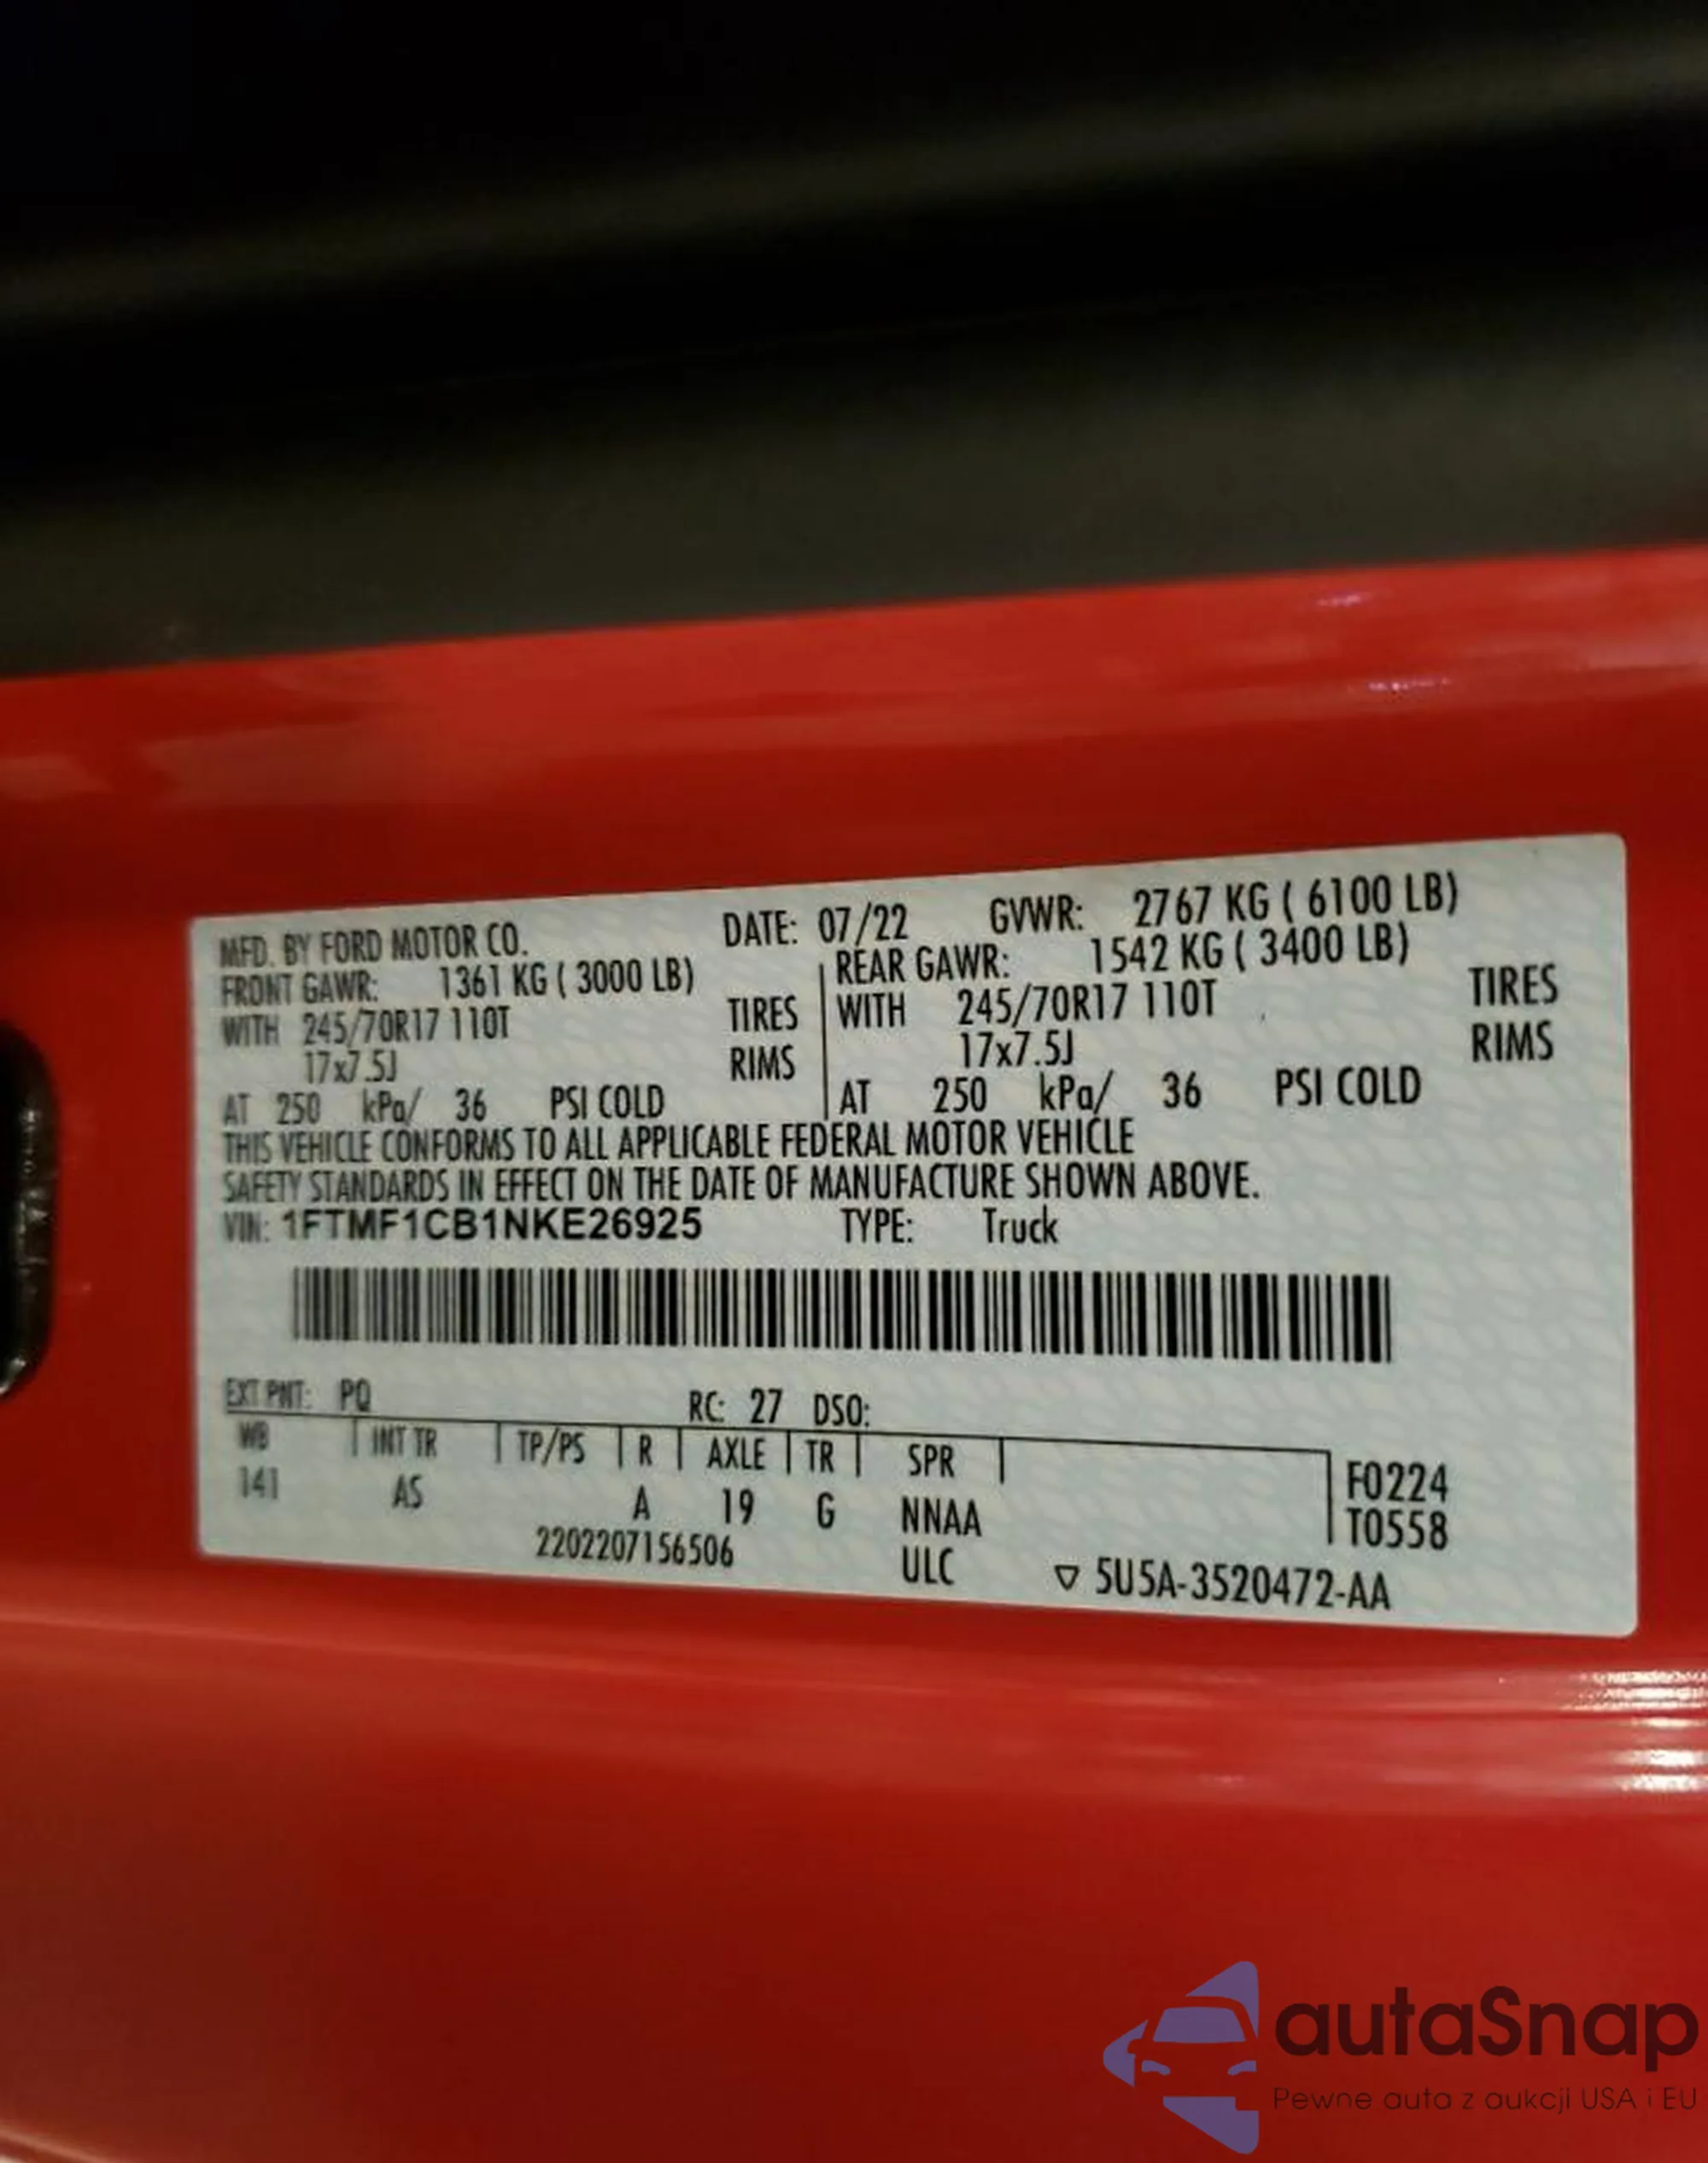 MFD. BY FORD MOTOR CO. DATE: 07/22 GVWR: 2767 KG ( 6100 LB)
FRONT GAWR: 1361 KG ( 3000 LB) REAR GAWR: 1542 KG ( 3400 LB)
WITH 245/70R17 110T TIRES WITH 245/70R17 110T TIRES
17x7.5J RIMS 17x7.5J RIMS
AT 250 kPa/ 36 PSI COLD AT 250 kPa/ 36 PSI COLD
THIS VEHICLE CONFORMS TO ALL APPLICABLE FEDERAL MOTOR VEHICLE
SAFETY STANDARDS IN EFFECT ON THE DATE OF MANUFACTURE SHOWN ABOVE.
VIN: 1FTMF1CB1NKE26925 TYPE: Truck
EXT PNT: PQ RC: 27 DSO:
WB INT TR TP/PS R AXLE TR SPR F0224
141 AS A 19 G NNAA T0558
2202207156506 ULC ▽ 5U5A-3520472-AA
autaSnap
Pewne auta z aukcji USA i EU